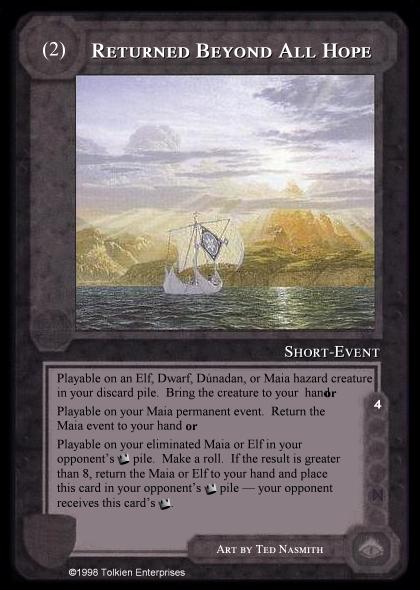 (2) RETURNED BEYOND ALL HOPE
SHORT-EVENT
Playable on an Elf, Dwarf, Dúnadan, or Maia hazard creature
in your discard pile. Bring the creature to your hand or
4
Playable on your Maia permanent event. Return the
Maia event to your hand or
Playable on your eliminated Maia or Elf in your
opponent's pile. Make a roll. If the result is greater
than 8, return the Maia or Elf to your hand and place
this card in your opponent's pile — your opponent
receives this card's .
ART BY TED NASMITH
©1998 Tolkien Enterprises